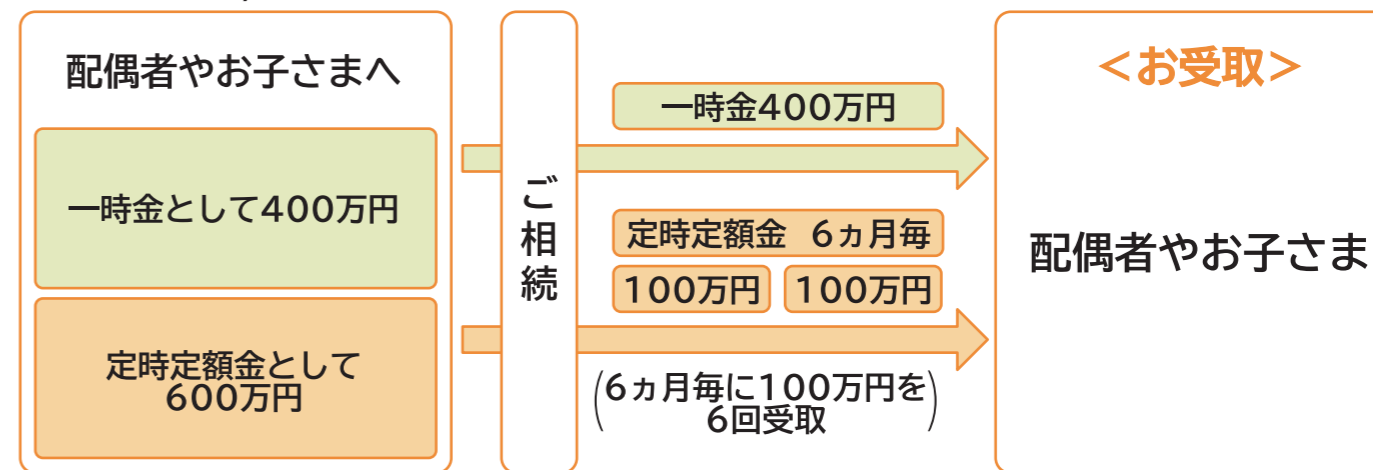 配偶者やお子さまへ
一時金として400万円
定時定額金として
600万円
ご相続
一時金400万円
定時定額金 6ヵ月毎
100万円 100万円
(6ヵ月毎に100万円を
6回受取)
＜お受取＞
配偶者やお子さま